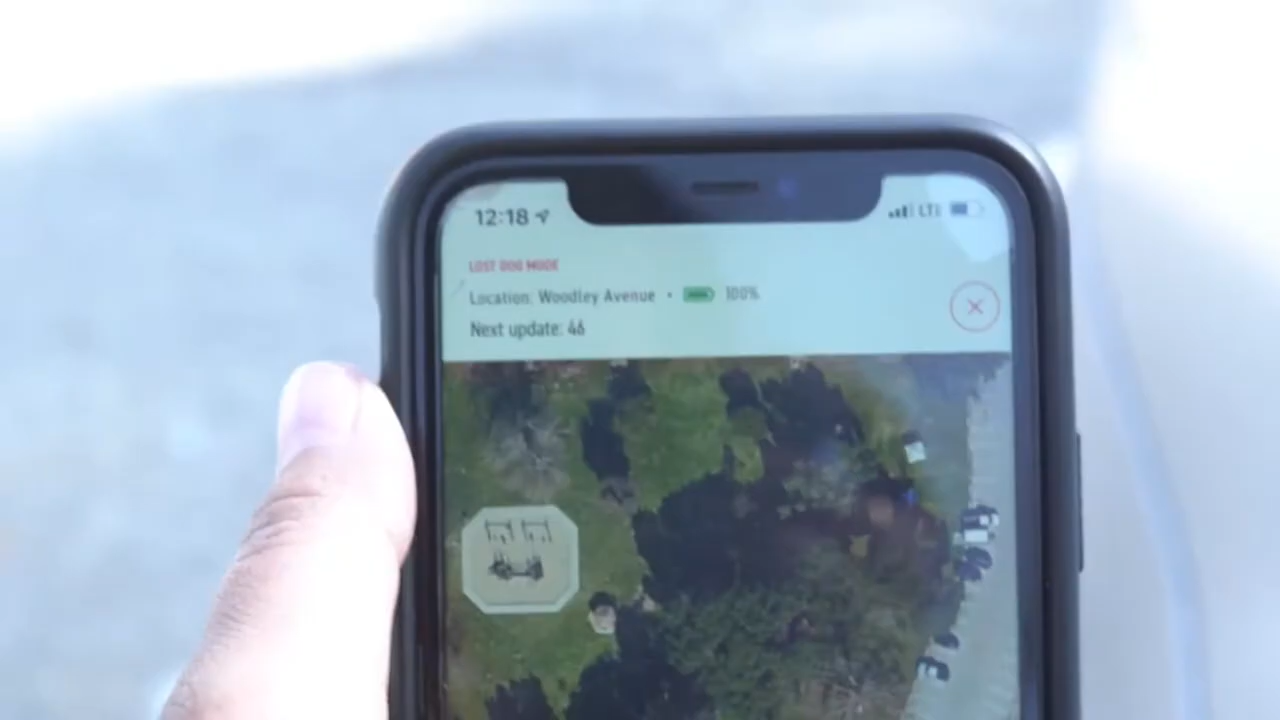 12:18
LTE
LOST DOG MODE
Location: Woodley Avenue • 100%
Next update: 46